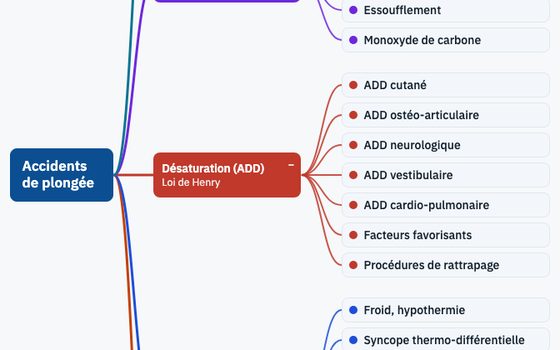 Essoufflement
Monoxyde de carbone
ADD cutané
ADD ostéo-articulaire
ADD neurologique
Accidents
de plongée
Désaturation (ADD) –
Loi de Henry
ADD vestibulaire
ADD cardio-pulmonaire
Facteurs favorisants
Procédures de rattrapage
Froid, hypothermie
Syncope thermo-différentielle